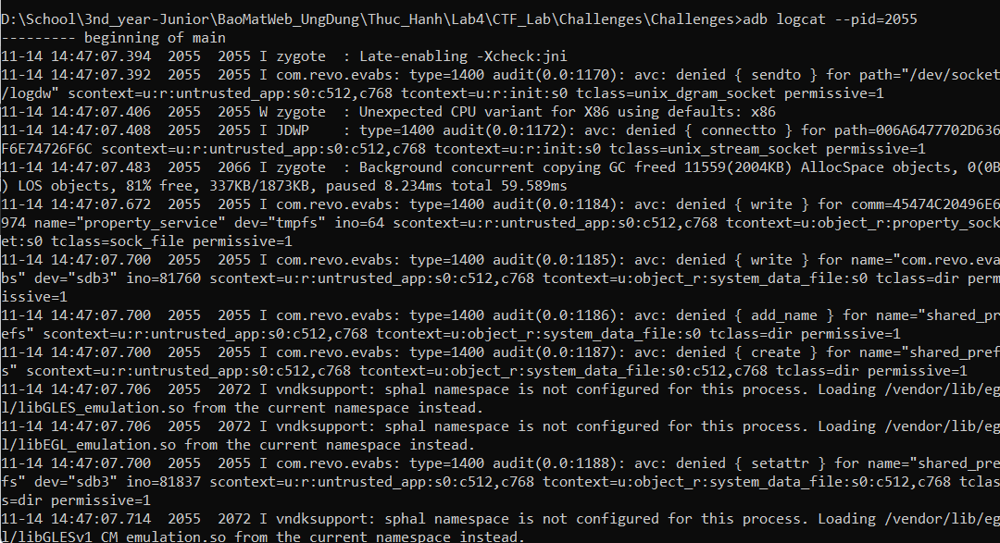 D:\School\3nd_year-Junior\BaoMatWeb_UngDung\Thuc_Hanh\Lab4\CTF_Lab\Challenges\Challenges>adb logcat --pid=2055
--------- beginning of main
11-14 14:47:07.394  2055  2055 I zygote  : Late-enabling -Xcheck:jni
11-14 14:47:07.392  2055  2055 I com.revo.evabs: type=1400 audit(0.0:1170): avc: denied { sendto } for path="/dev/socket
/logdw" scontext=u:r:untrusted_app:s0:c512,c768 tcontext=u:r:init:s0 tclass=unix_dgram_socket permissive=1
11-14 14:47:07.406  2055  2055 W zygote  : Unexpected CPU variant for X86 using defaults: x86
11-14 14:47:07.408  2055  2055 I JDWP    : type=1400 audit(0.0:1172): avc: denied { connectto } for path=006A6477702D636
F6E74726F6C scontext=u:r:untrusted_app:s0:c512,c768 tcontext=u:r:init:s0 tclass=unix_stream_socket permissive=1
11-14 14:47:07.483  2055  2066 I zygote  : Background concurrent copying GC freed 11559(2004KB) AllocSpace objects, 0(0B
) LOS objects, 81% free, 337KB/1873KB, paused 8.234ms total 59.589ms
11-14 14:47:07.672  2055  2055 I com.revo.evabs: type=1400 audit(0.0:1184): avc: denied { write } for comm=45474C20496E6
974 name="property_service" dev="tmpfs" ino=64 scontext=u:r:untrusted_app:s0:c512,c768 tcontext=u:object_r:property_sock
et:s0 tclass=sock_file permissive=1
11-14 14:47:07.700  2055  2055 I com.revo.evabs: type=1400 audit(0.0:1185): avc: denied { write } for name="com.revo.eva
bs" dev="sdb3" ino=81760 scontext=u:r:untrusted_app:s0:c512,c768 tcontext=u:object_r:system_data_file:s0 tclass=dir perm
issive=1
11-14 14:47:07.700  2055  2055 I com.revo.evabs: type=1400 audit(0.0:1186): avc: denied { add_name } for name="shared_pr
efs" scontext=u:r:untrusted_app:s0:c512,c768 tcontext=u:object_r:system_data_file:s0 tclass=dir permissive=1
11-14 14:47:07.700  2055  2055 I com.revo.evabs: type=1400 audit(0.0:1187): avc: denied { create } for name="shared_pref
s" scontext=u:r:untrusted_app:s0:c512,c768 tcontext=u:object_r:system_data_file:s0:c512,c768 tclass=dir permissive=1
11-14 14:47:07.706  2055  2072 I vndksupport: sphal namespace is not configured for this process. Loading /vendor/lib/eg
l/libGLES_emulation.so from the current namespace instead.
11-14 14:47:07.706  2055  2072 I vndksupport: sphal namespace is not configured for this process. Loading /vendor/lib/eg
l/libEGL_emulation.so from the current namespace instead.
11-14 14:47:07.700  2055  2055 I com.revo.evabs: type=1400 audit(0.0:1188): avc: denied { setattr } for name="shared_pre
fs" dev="sdb3" ino=81837 scontext=u:r:untrusted_app:s0:c512,c768 tcontext=u:object_r:system_data_file:s0:c512,c768 tclas
s=dir permissive=1
11-14 14:47:07.714  2055  2072 I vndksupport: sphal namespace is not configured for this process. Loading /vendor/lib/eg
l/libGLESv1_CM_emulation.so from the current namespace instead.